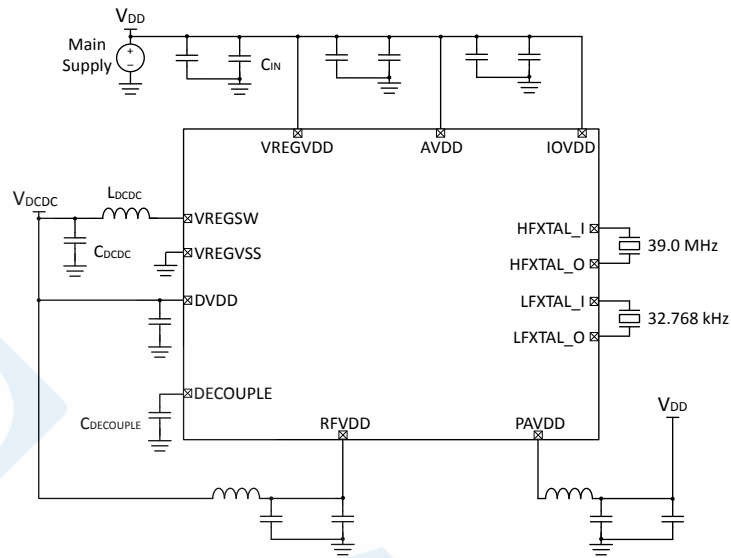 VDD
Main
Supply
CIN
VREGVDD
AVDD
IOVDD
VDCDC
LDCDC
VREGSW
HFXTAL_I
CDCDC
VREGVSS
39.0 MHz
HFXTAL_O
DVDD
LFXTAL_I
32.768 kHz
LFXTAL_O
DECOUPLE
CDECOUPLE
RFVDD
PAVDD
VDD